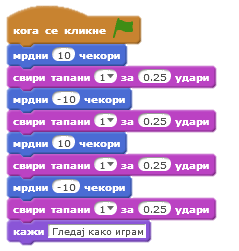 кога се кликне
мрдни 10 чекори
свири тапани 1 за 0.25 удари
мрдни -10 чекори
свири тапани 1 за 0.25 удари
мрдни 10 чекори
свири тапани 1 за 0.25 удари
мрдни -10 чекори
свири тапани 1 за 0.25 удари
кажи Гледај како играм